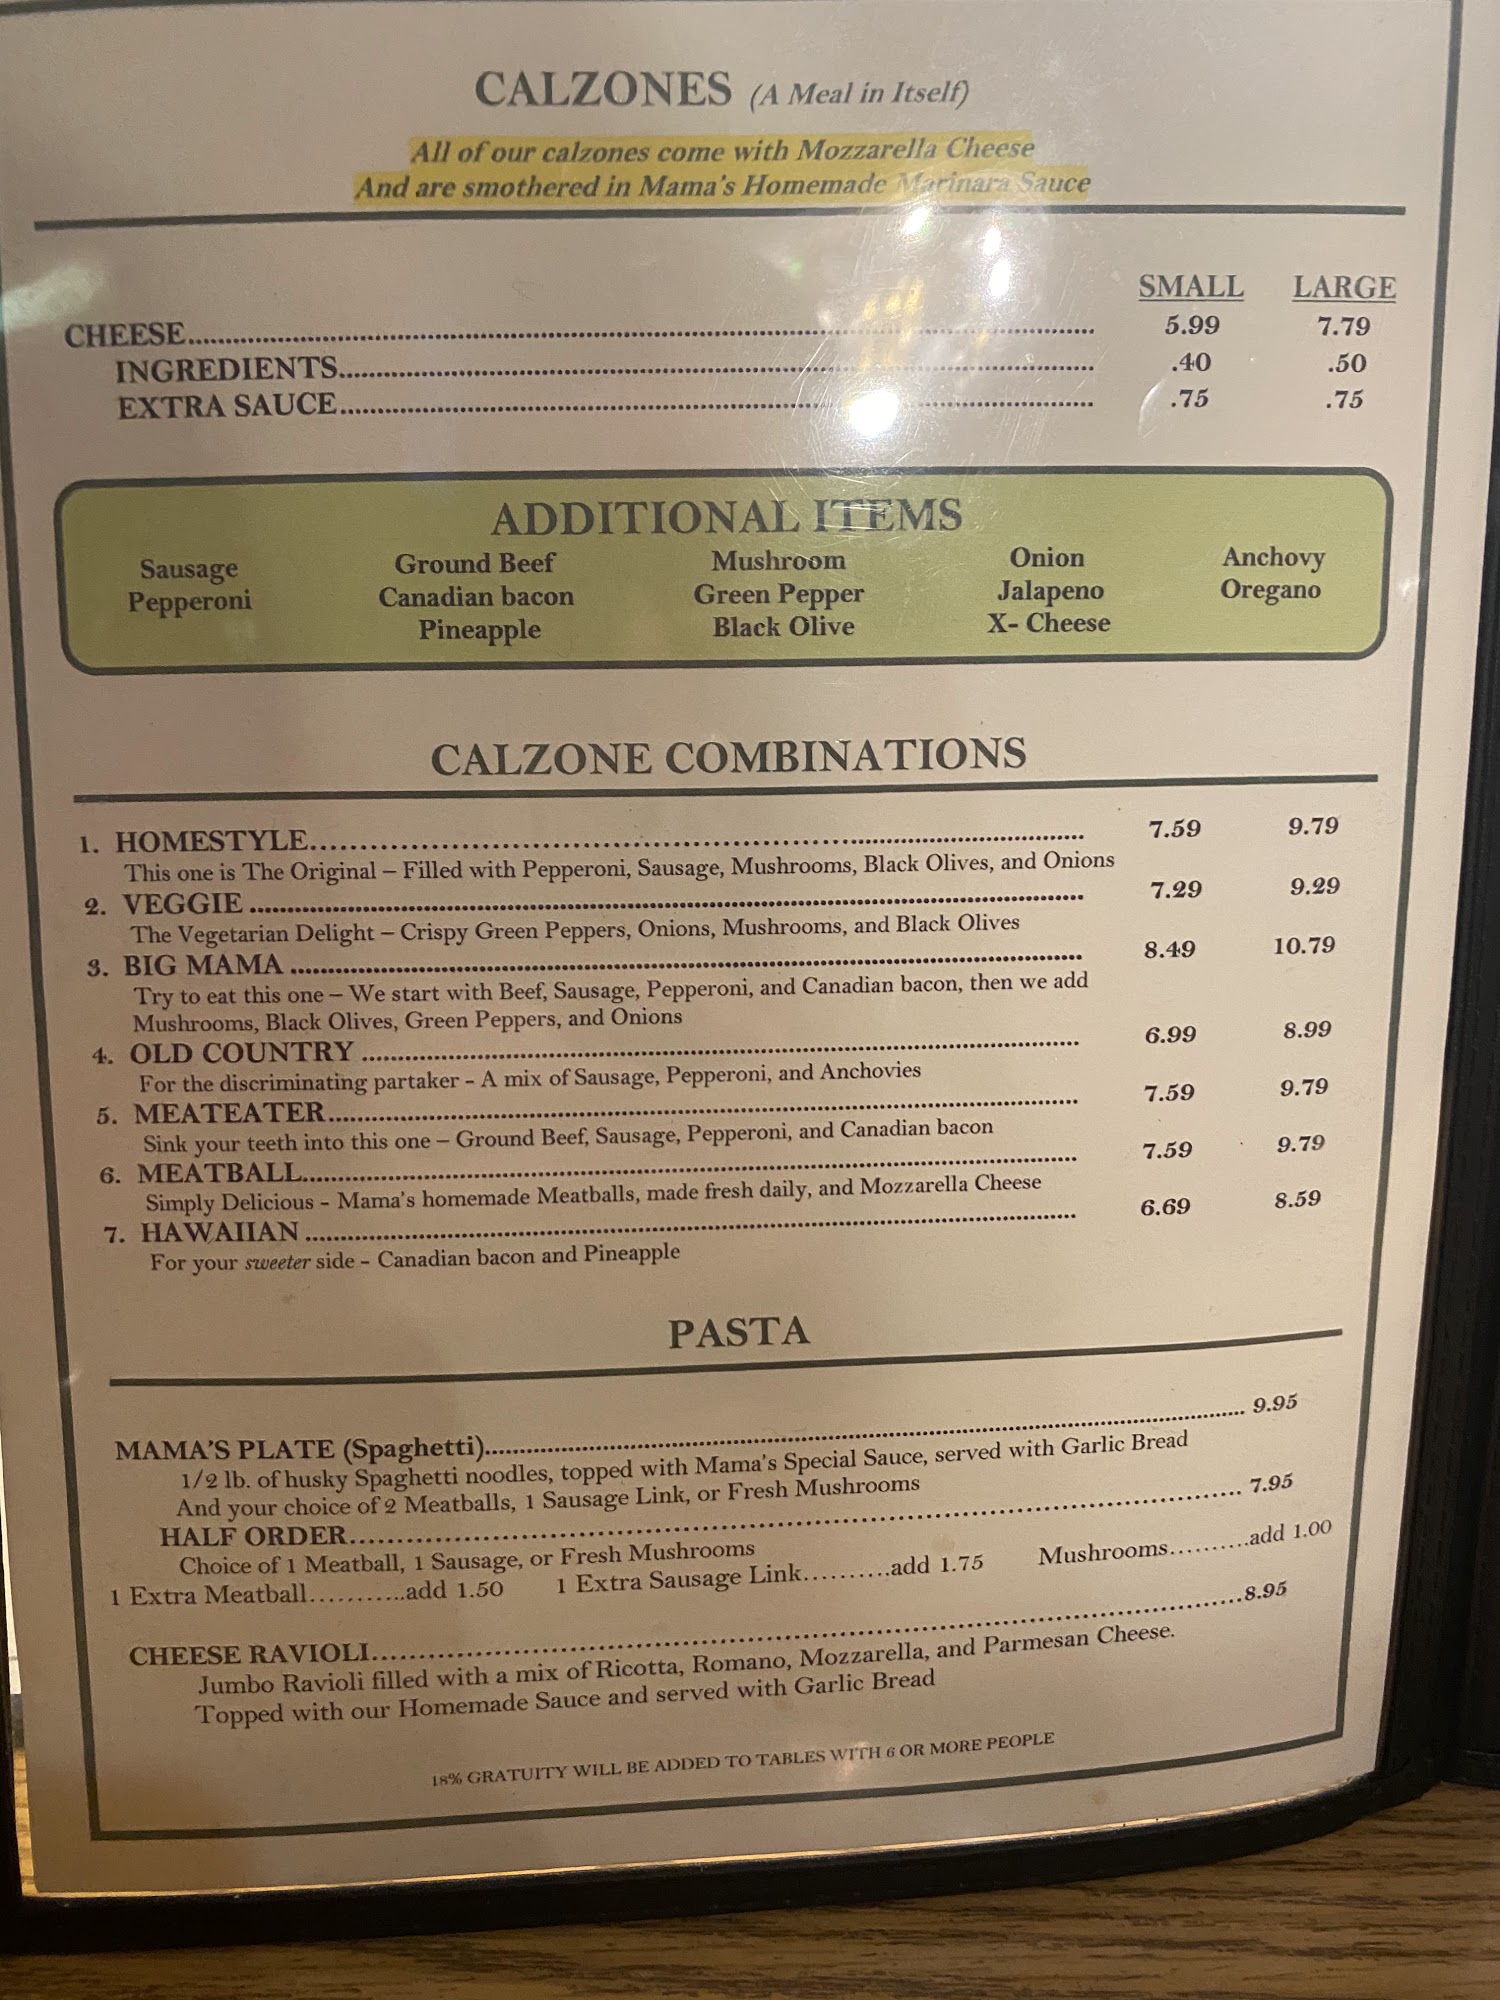 CALZONES (A Meal in Itself)
All of our calzones come with Mozzarella Cheese
And are smothered in Mama's Homemade Marinara Sauce
SMALL LARGE
CHEESE.......... 5.99 7.79
INGREDIENTS.......... .40 .50
EXTRA SAUCE.......... .75 .75
ADDITIONAL ITEMS
Sausage Ground Beef Mushroom Onion Anchovy
Pepperoni Canadian bacon Green Pepper Jalapeno Oregano
Pineapple Black Olive X- Cheese
CALZONE COMBINATIONS
1. HOMESTYLE.......... 7.59 9.79
This one is The Original – Filled with Pepperoni, Sausage, Mushrooms, Black Olives, and Onions
2. VEGGIE .......... 7.29 9.29
The Vegetarian Delight – Crispy Green Peppers, Onions, Mushrooms, and Black Olives
3. BIG MAMA .......... 8.49 10.79
Try to eat this one – We start with Beef, Sausage, Pepperoni, and Canadian bacon, then we add
Mushrooms, Black Olives, Green Peppers, and Onions
4. OLD COUNTRY .......... 6.99 8.99
For the discriminating partaker - A mix of Sausage, Pepperoni, and Anchovies
5. MEATEATER.......... 7.59 9.79
Sink your teeth into this one – Ground Beef, Sausage, Pepperoni, and Canadian bacon
6. MEATBALL.......... 7.59 9.79
Simply Delicious - Mama's homemade Meatballs, made fresh daily, and Mozzarella Cheese
7. HAWAIIAN .......... 6.69 8.59
For your sweeter side - Canadian bacon and Pineapple
PASTA
MAMA'S PLATE (Spaghetti).......... 9.95
1/2 lb. of husky Spaghetti noodles, topped with Mama's Special Sauce, served with Garlic Bread
And your choice of 2 Meatballs, 1 Sausage Link, or Fresh Mushrooms
HALF ORDER.......... 7.95
Choice of 1 Meatball, 1 Sausage, or Fresh Mushrooms
1 Extra Meatball...........add 1.50 1 Extra Sausage Link..........add 1.75 Mushrooms..........add 1.00
CHEESE RAVIOLI..........8.95
Jumbo Ravioli filled with a mix of Ricotta, Romano, Mozzarella, and Parmesan Cheese.
Topped with our Homemade Sauce and served with Garlic Bread
18% GRATUITY WILL BE ADDED TO TABLES WITH 6 OR MORE PEOPLE